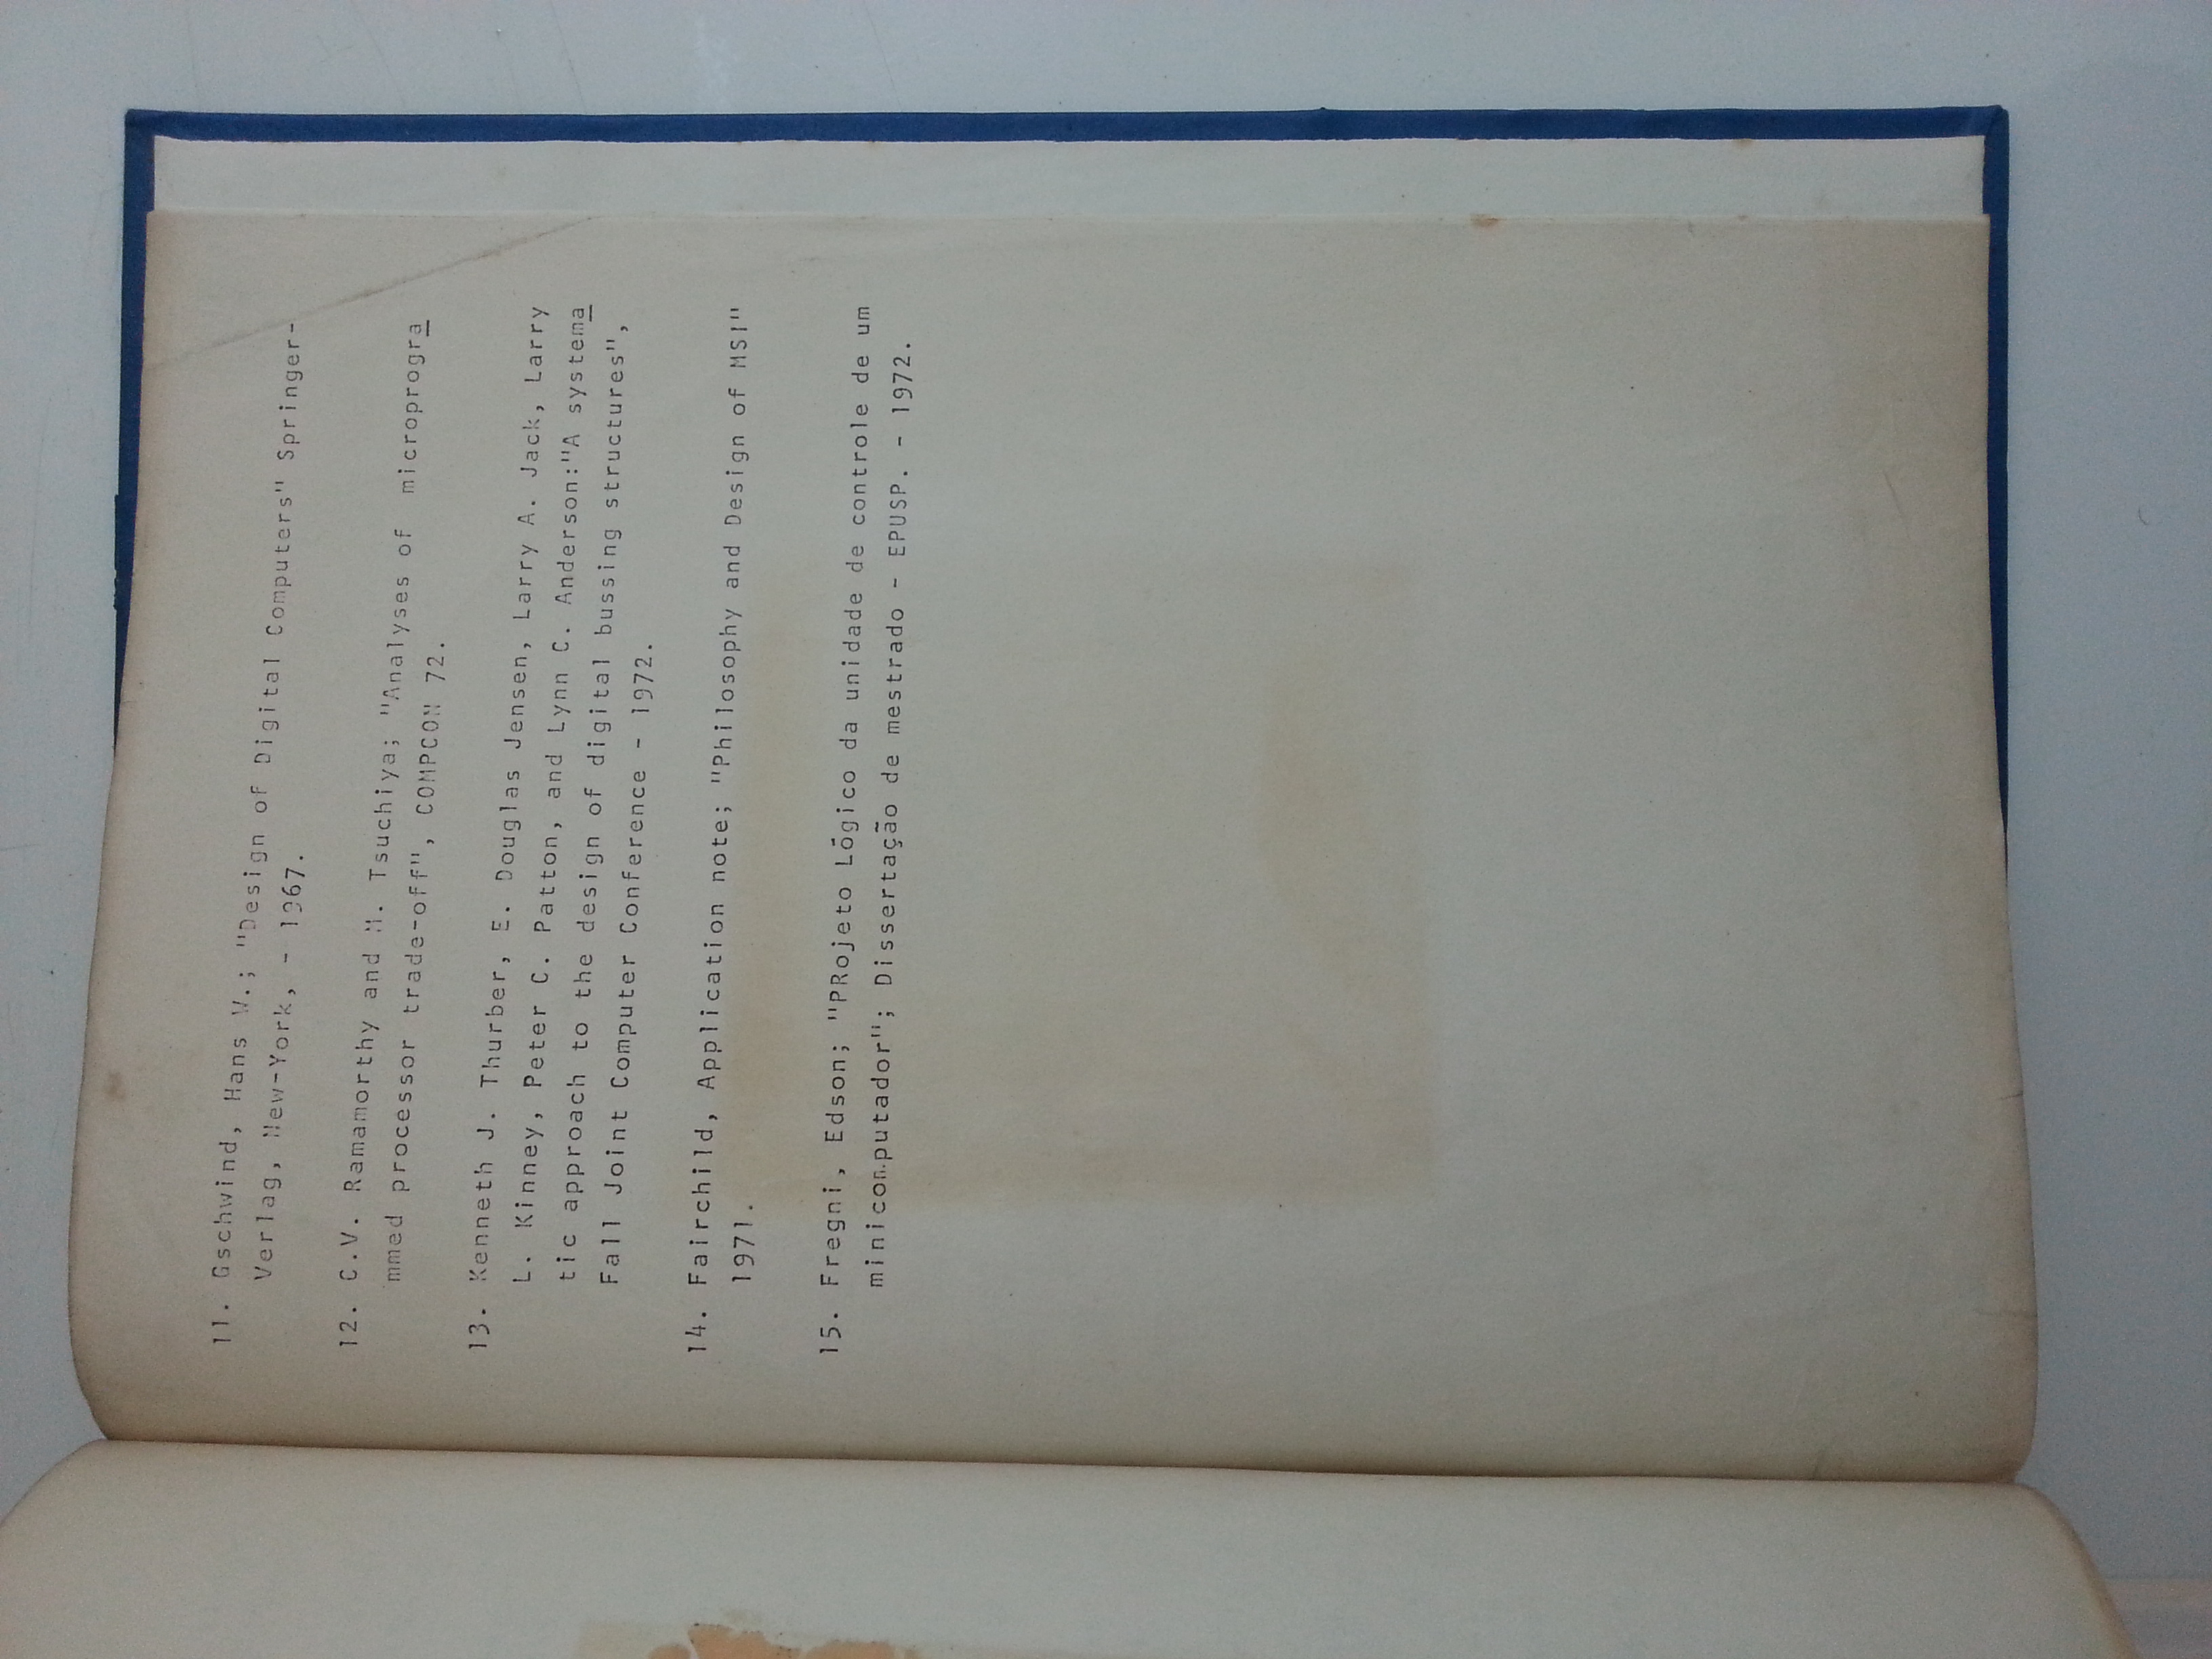 11. Gschwind, Hans W.; "Design of Digital Computers" Springer-
Verlag, New-York, - 1967.
12. C.V. Ramamorthy and M. Tsuchiya; "Analyses of microprogra
mmed processor trade-off", COMPCON 72.
13. Kenneth J. Thurber, E. Douglas Jensen, Larry A. Jack, Larry
L. Kinney, Peter C. Patton, and Lynn C. Anderson:"A systema
tic approach to the design of digital bussing structures",
Fall Joint Computer Conference - 1972.
14. Fairchild, Application note; "Philosophy and Design of MSI"
1971.
15. Fregni, Edson; "PRojeto Lógico da unidade de controle de um
minicomputador"; Dissertação de mestrado - EPUSP. - 1972.